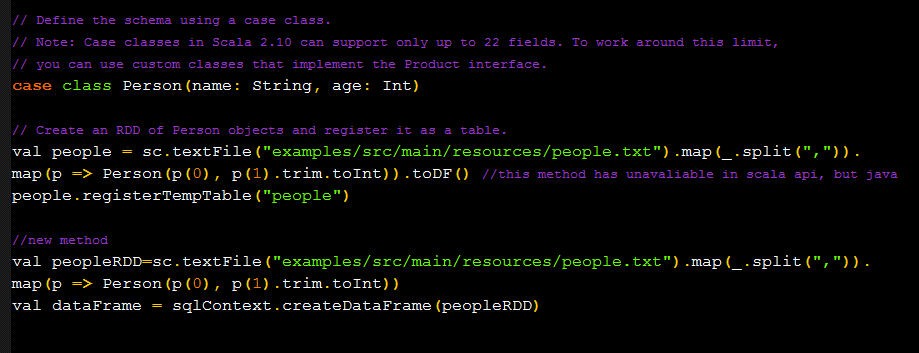 // Define the schema using a case class.
// Note: Case classes in Scala 2.10 can support only up to 22 fields. To work around this limit,
// you can use custom classes that implement the Product interface.
case class Person(name: String, age: Int)
// Create an RDD of Person objects and register it as a table.
val people = sc.textFile("examples/src/main/resources/people.txt").map(_.split(",")).
map(p => Person(p(0), p(1).trim.toInt)).toDF() //this method has unavaliable in scala api, but java
people.registerTempTable("people")
//new method
val peopleRDD=sc.textFile("examples/src/main/resources/people.txt").map(_.split(",")).
map(p => Person(p(0), p(1).trim.toInt))
val dataFrame = sqlContext.createDataFrame(peopleRDD)